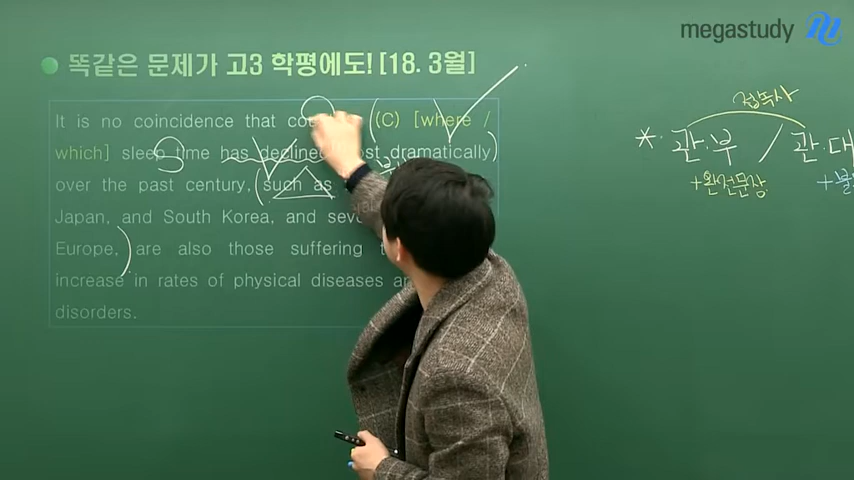 megastudy
똑같은 문제가 고3 학평에도! [18. 3월]
It is no coincidence that (C) [where /
which] sleep time has declined most dramatically
over the past century, such as
Japan, and South Korea, and
Europe, are also those suffering
increase in rates of physical diseases
disorders.
접속사
* 관·부 / 관·대
+완전문장